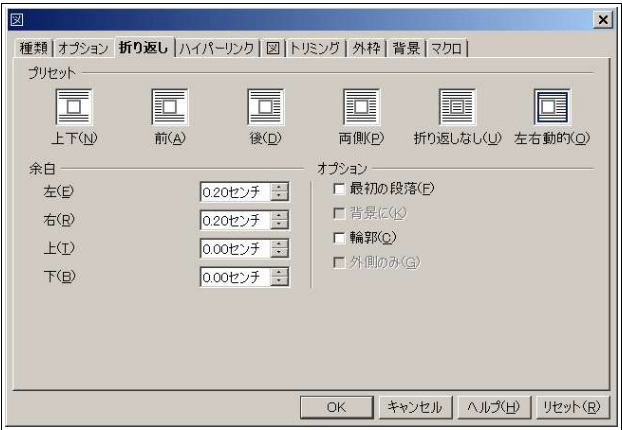 図
種類 オプション 折り返し ハイパーリンク 図 トリミング 外枠 背景 マクロ
プリセット
上下(N) 前(A) 後(D) 両側(P) 折り返しなし(U) 左右動的(O)
余白
左(E) 0.20センチ
右(R) 0.20センチ
上(T) 0.00センチ
下(B) 0.00センチ
オプション
最初の段落(F)
背景に(K)
輪郭(C)
外側のみ(G)
OK キャンセル ヘルプ(H) リセット(R)